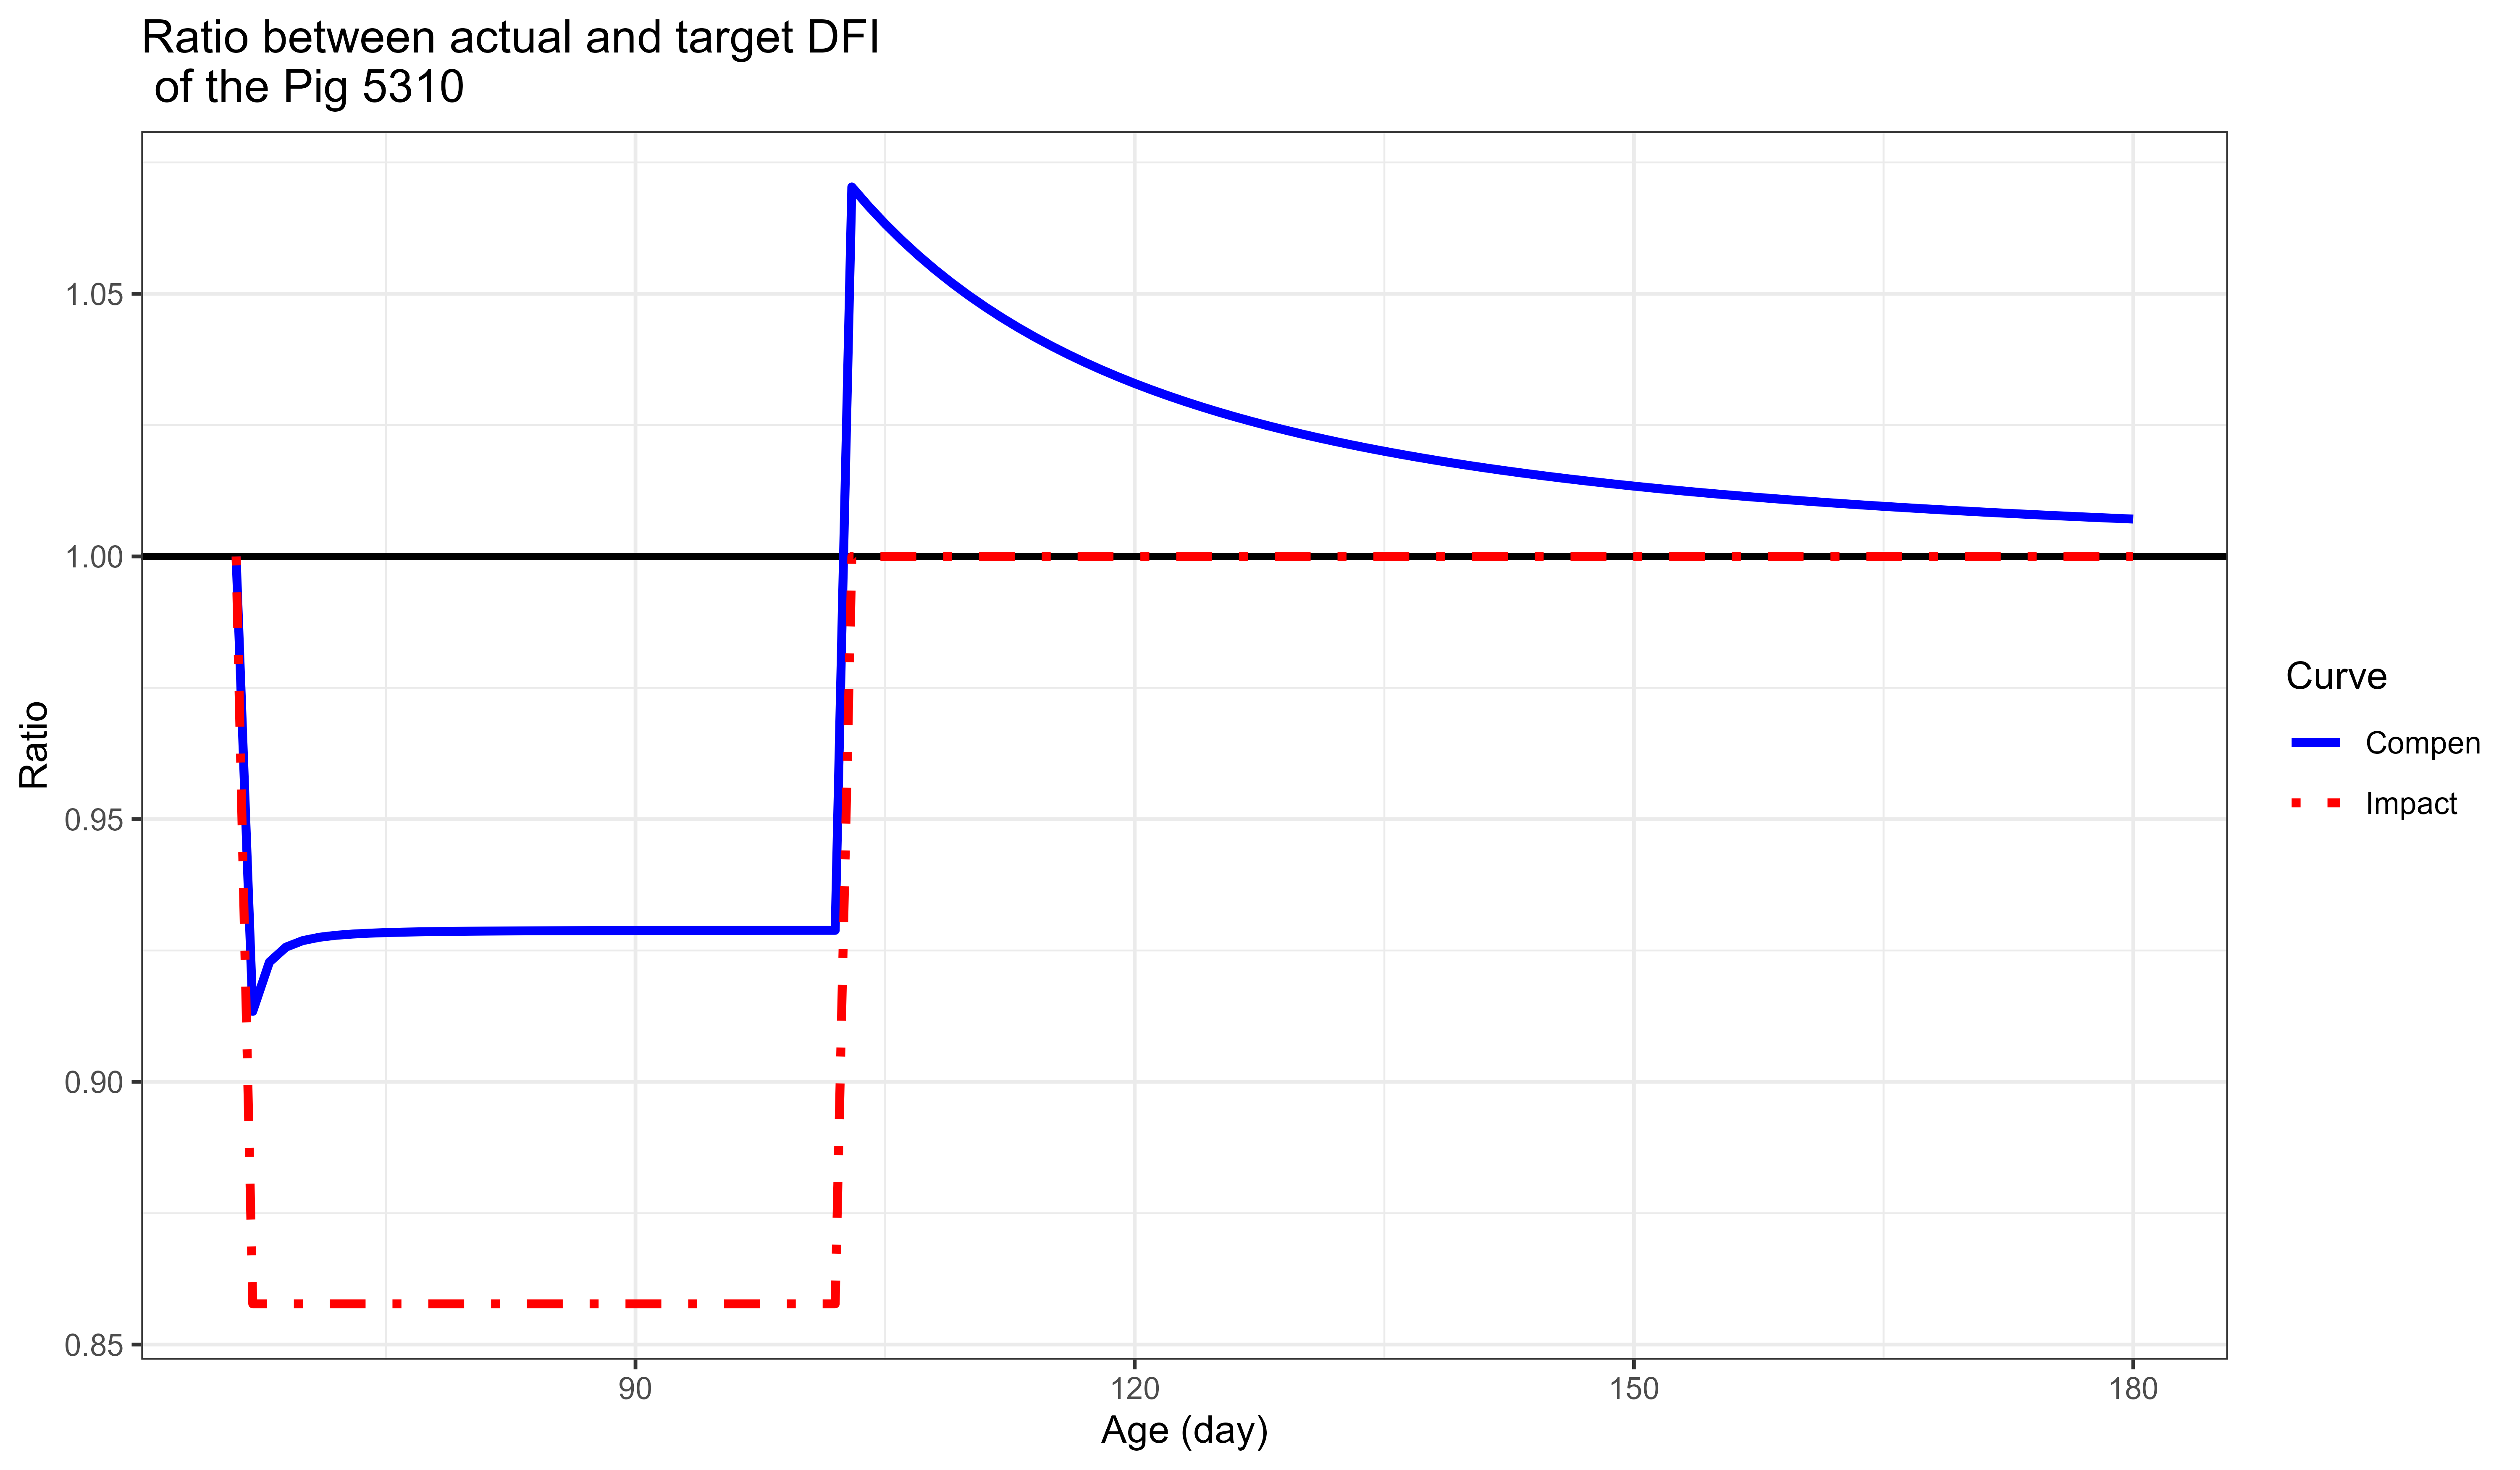 Ratio between actual and target DFI
of the Pig 5310
1.05
1.00
0.95
0.90
0.85
Ratio
90 120 150 180
Age (day)
Curve
Compen
Impact